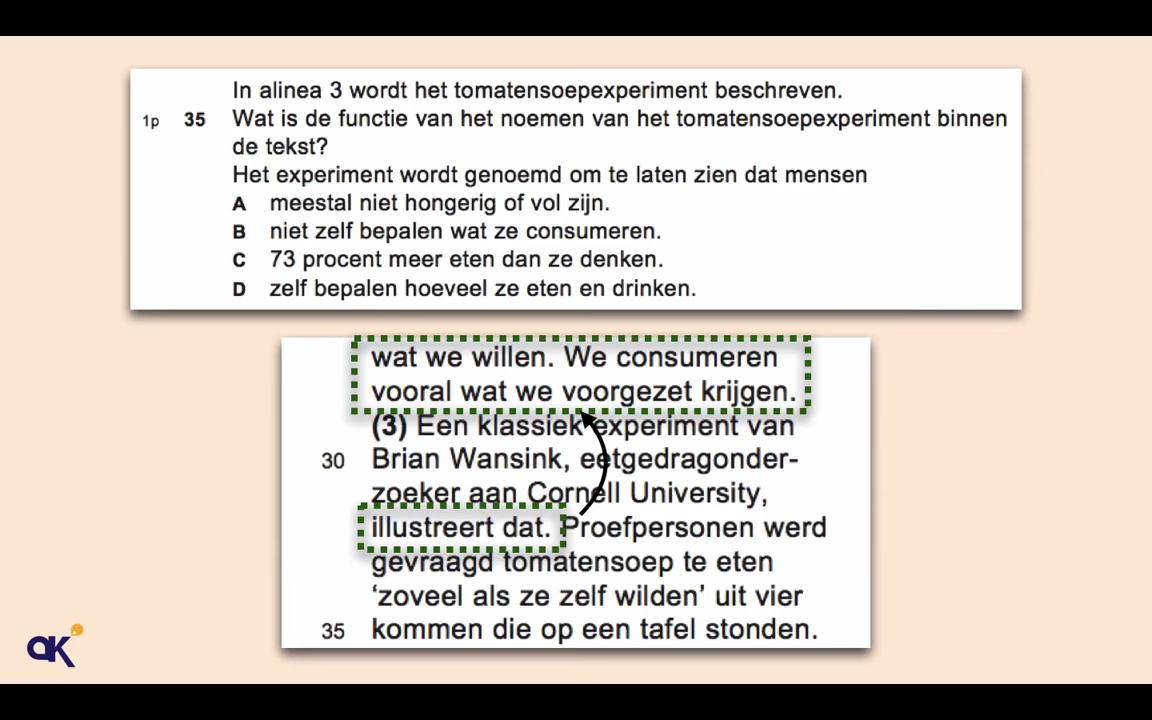 In alinea 3 wordt het tomatensoepexperiment beschreven.
1p 35 Wat is de functie van het noemen van het tomatensoepexperiment binnen
de tekst?
Het experiment wordt genoemd om te laten zien dat mensen
A meestal niet hongerig of vol zijn.
B niet zelf bepalen wat ze consumeren.
C 73 procent meer eten dan ze denken.
D zelf bepalen hoeveel ze eten en drinken.
wat we willen. We consumeren
vooral wat we voorgezet krijgen.
(3) Een klassiek experiment van
30 Brian Wansink, eetgedragonder-
zoeker aan Cornell University,
illustreert dat. Proefpersonen werd
gevraagd tomatensoep te eten
‘zoveel als ze zelf wilden’ uit vier
35 kommen die op een tafel stonden.
aK